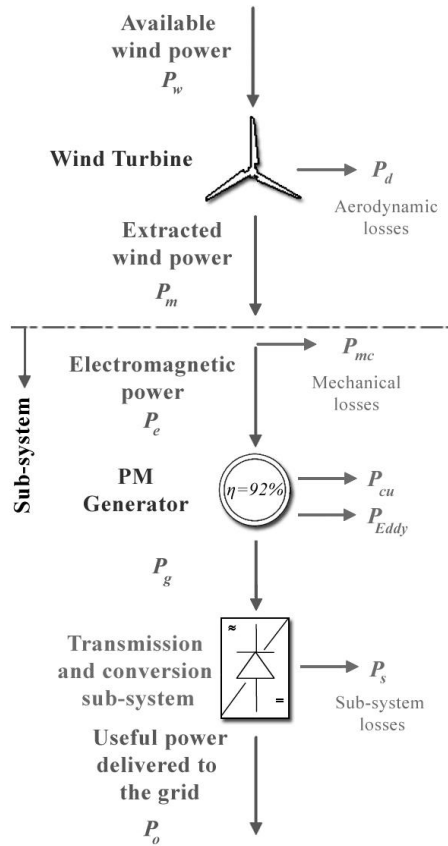 Available
wind power
P_w
Wind Turbine
P_d
Aerodynamic
losses
Extracted
wind power
P_m
P_mc
Mechanical
losses
Electromagnetic
power
P_e
Sub-system
PM
Generator
η=92%
P_cu
P_Eddy
P_g
≈
=
Transmission
and conversion
sub-system
P_s
Sub-system
losses
Useful power
delivered to
the grid
P_o